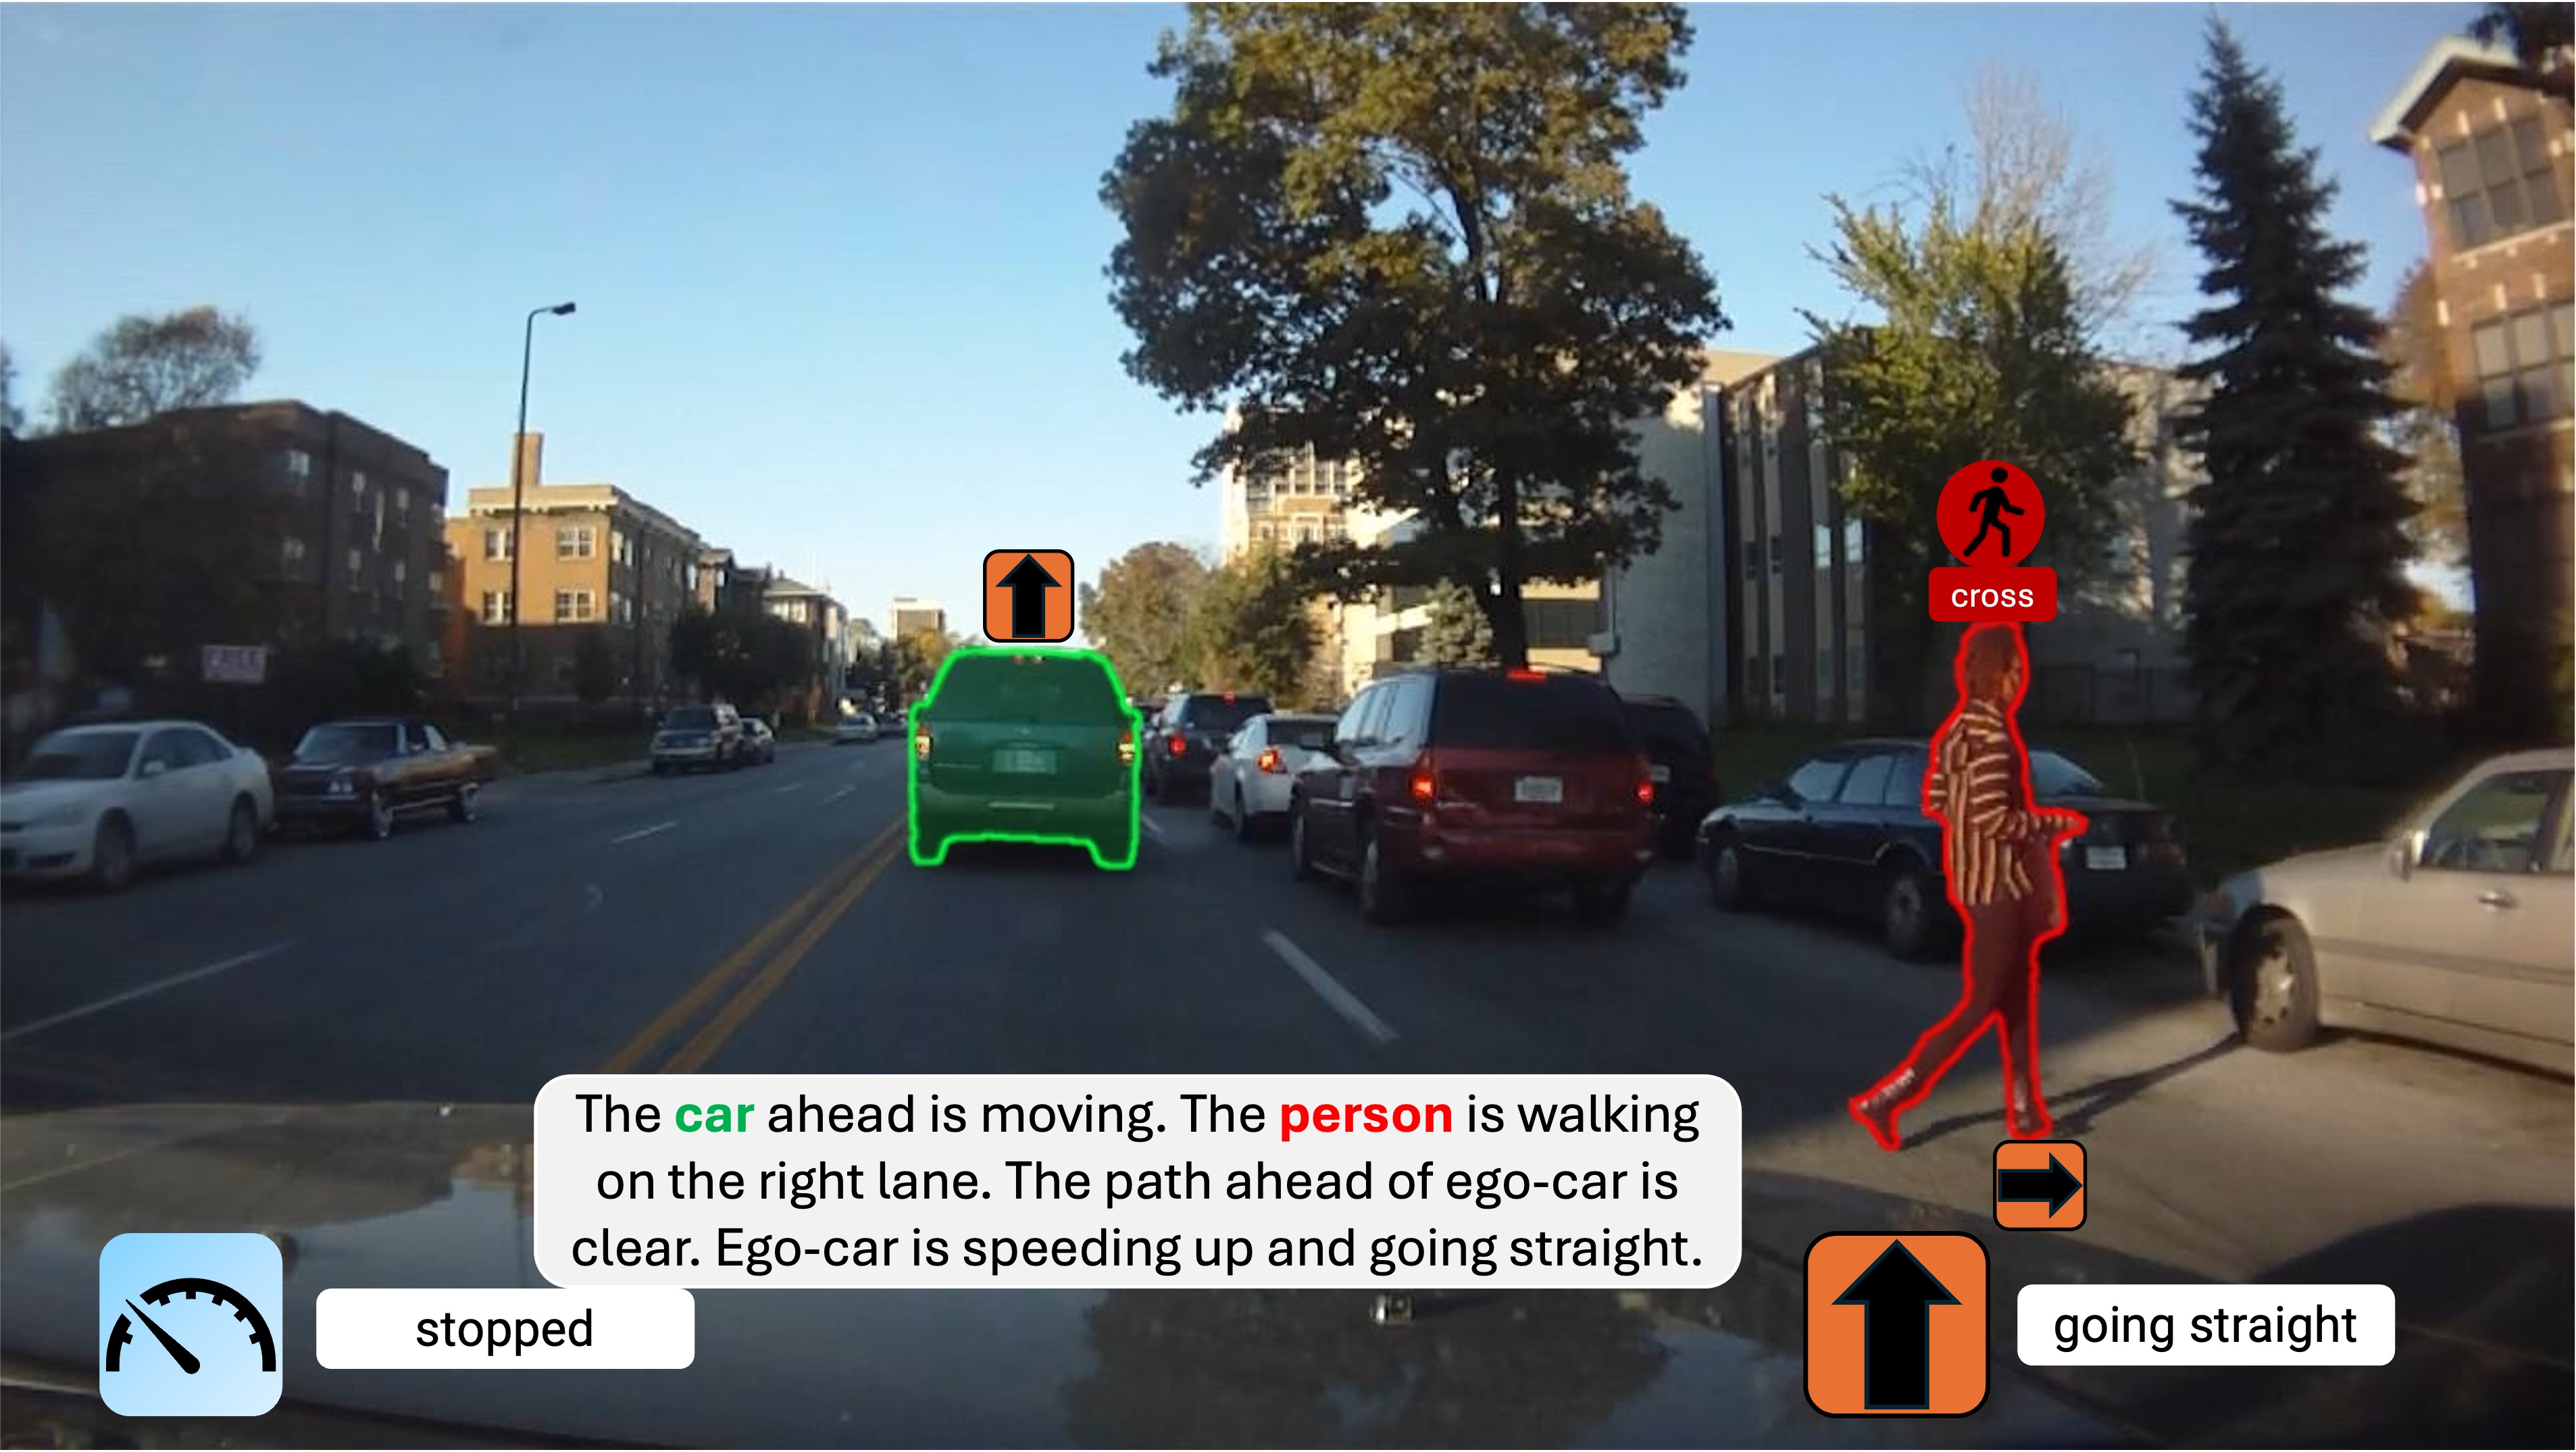 cross
The car ahead is moving. The person is walking
on the right lane. The path ahead of ego-car is
clear. Ego-car is speeding up and going straight.
stopped
going straight